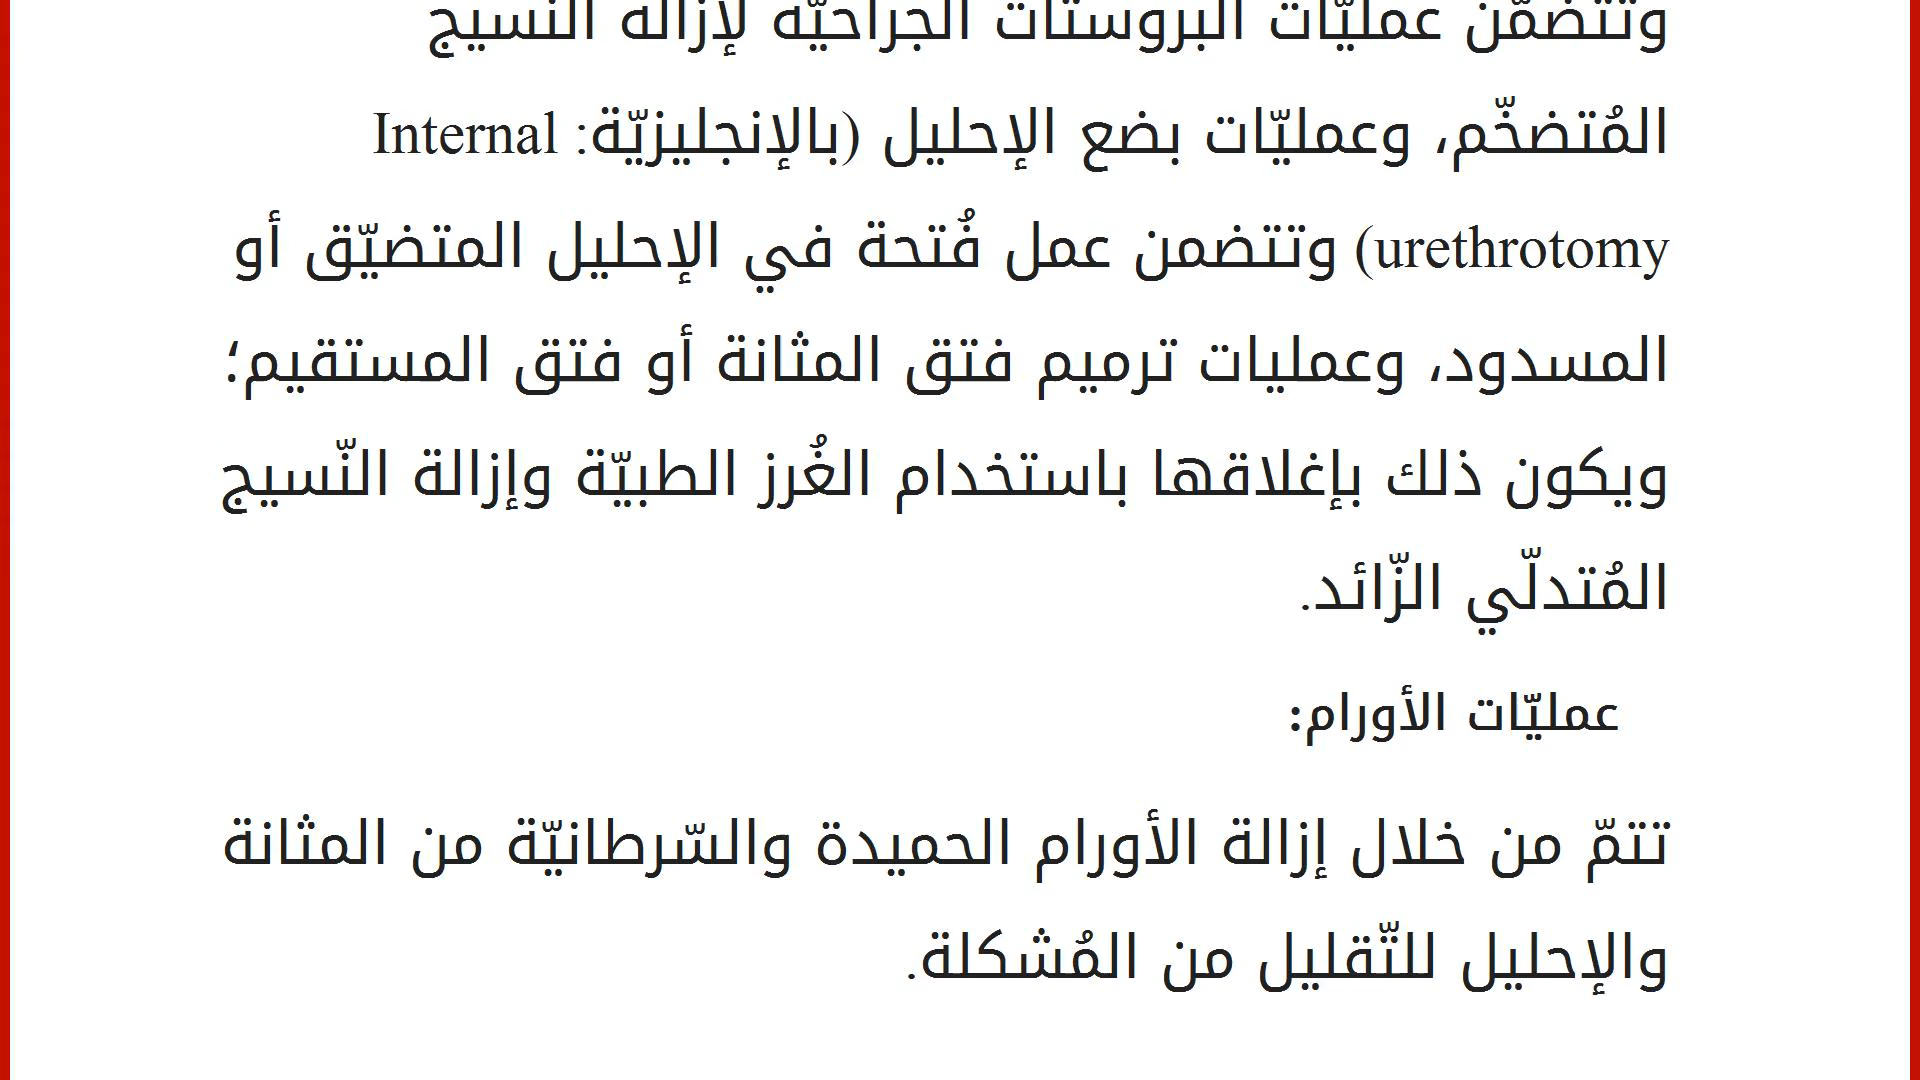 وتتضمّن عمليّات البروستات الجراحيّة لإزالة النّسيج
المُتضخّم، وعمليّات بضع الإحليل (بالإنجليزيّة: Internal
urethrotomy) وتتضمن عمل فُتحة في الإحليل المتضيّق أو
المسدود، وعمليات ترميم فتق المثانة أو فتق المستقيم؛
ويكون ذلك بإغلاقها باستخدام الغُرز الطبيّة وإزالة النّسيج
المُتدلّي الزّائد.
عمليّات الأورام:
تتمّ من خلال إزالة الأورام الحميدة والسّرطانيّة من المثانة
والإحليل للتّقليل من المُشكلة.